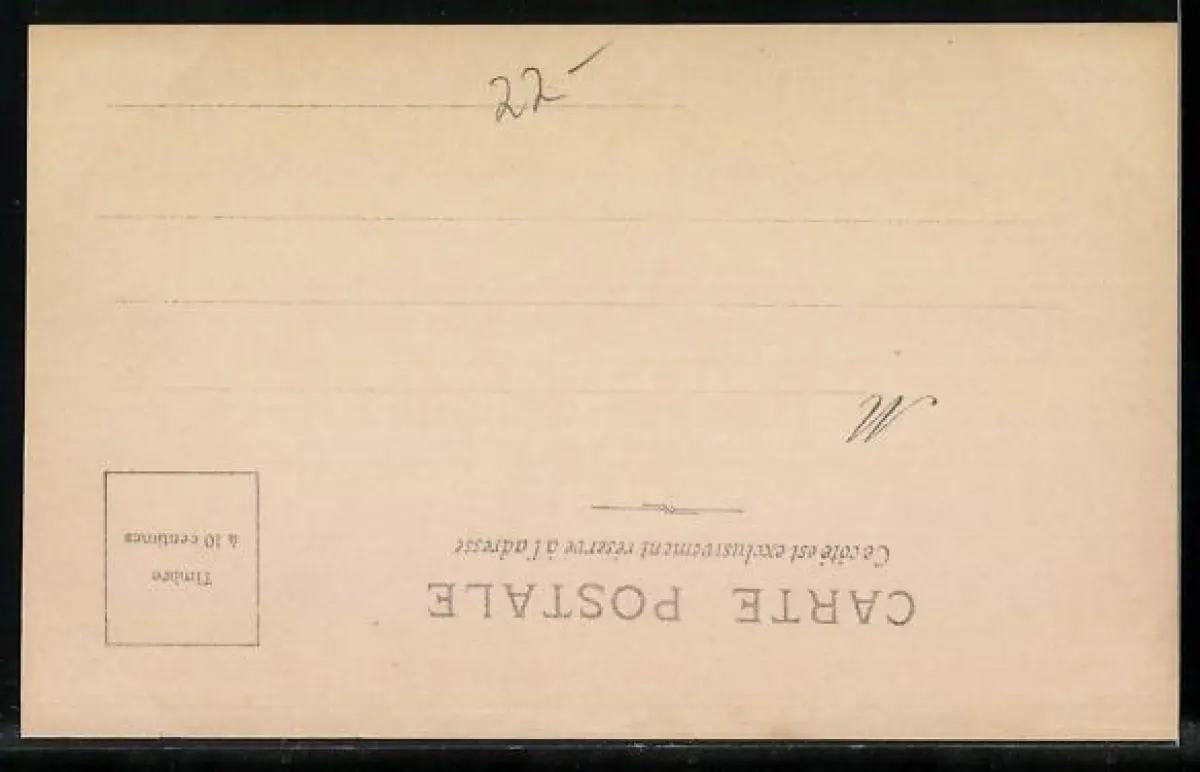 CARTE POSTALE
Ce côté est exclusivement réservé à l'adresse
Timbre
à 10 centimes
M
22-